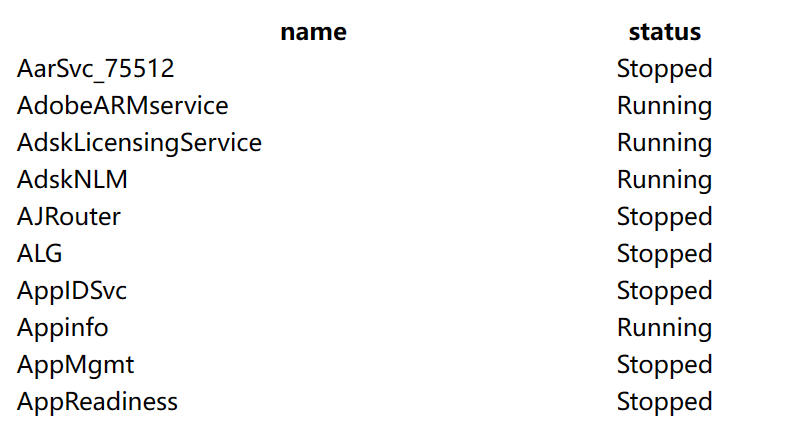 name status
AarSvc_75512 Stopped
AdobeARMservice Running
AdskLicensingService Running
AdskNLM Running
AJRouter Stopped
ALG Stopped
AppIDSvc Stopped
Appinfo Running
AppMgmt Stopped
AppReadiness Stopped